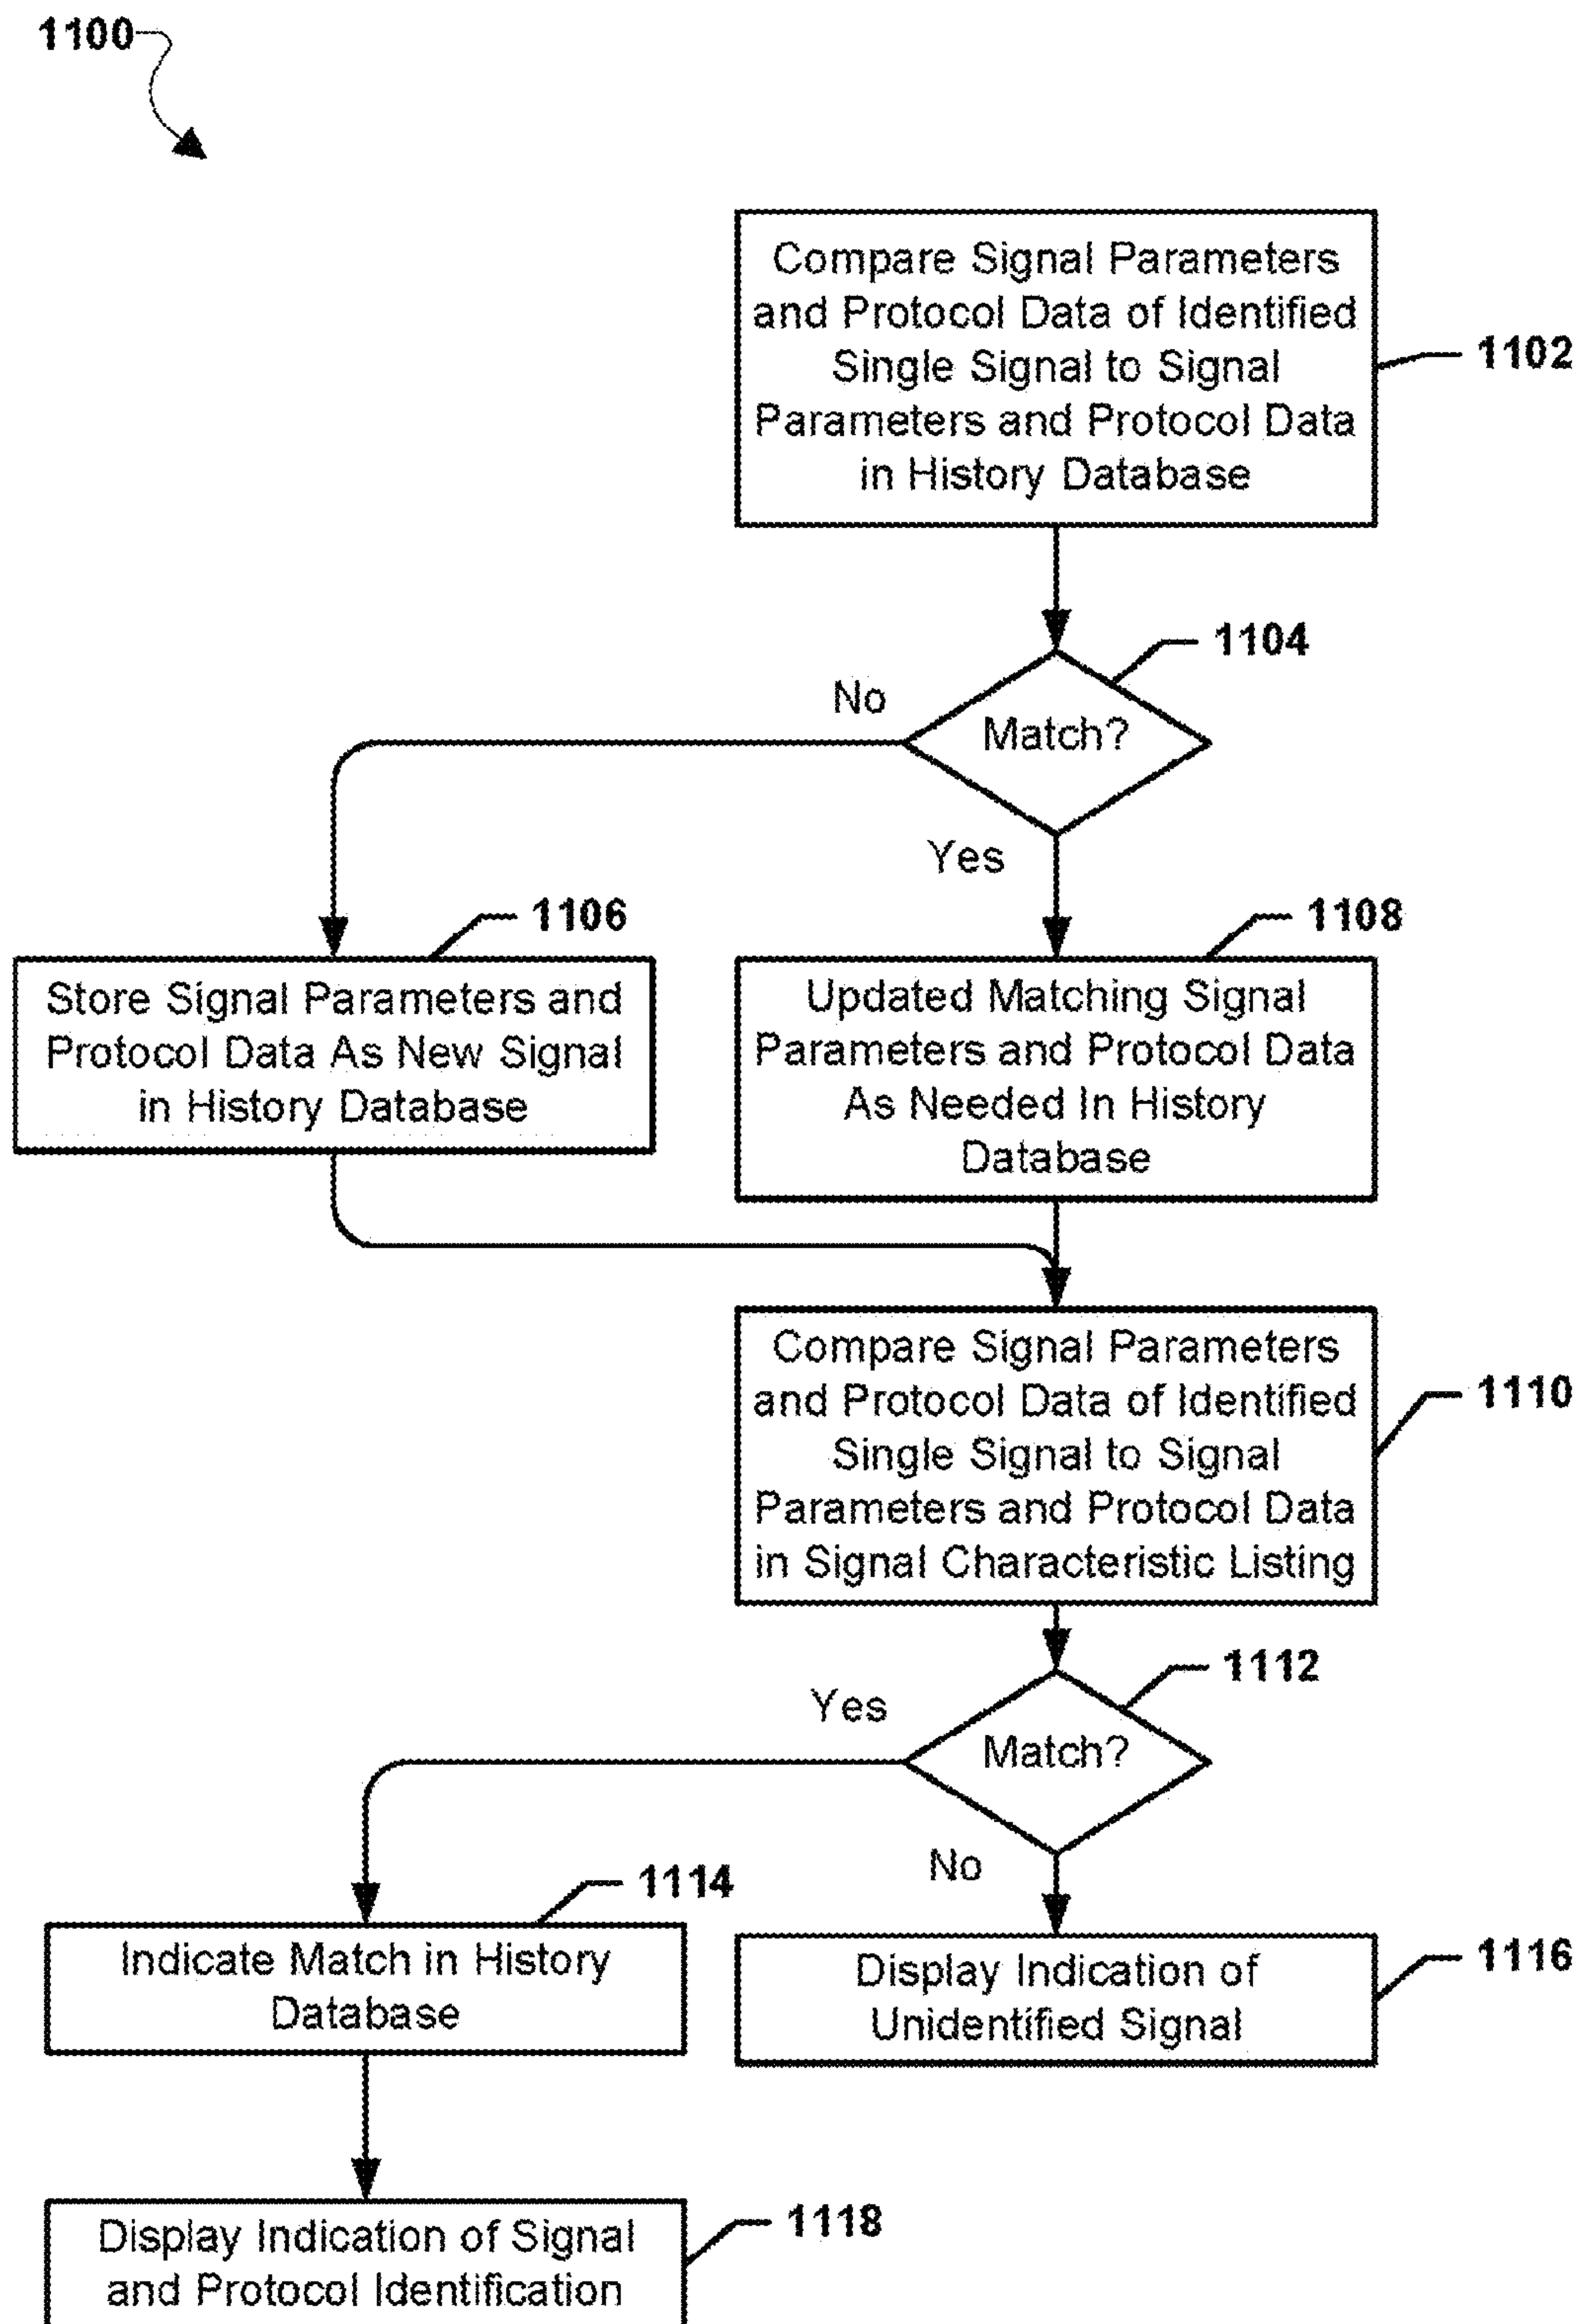 1100
Compare Signal Parameters
and Protocol Data of Identified
Single Signal to Signal
Parameters and Protocol Data
in History Database
1102
1104
No
Match?
Yes
1106
1108
Store Signal Parameters and
Protocol Data As New Signal
in History Database
Updated Matching Signal
Parameters and Protocol Data
As Needed In History
Database
Compare Signal Parameters
and Protocol Data of Identified
Single Signal to Signal
Parameters and Protocol Data
in Signal Characteristic Listing
1110
1112
Yes
Match?
No
1114
Indicate Match in History
Database
Display Indication of
Unidentified Signal
1116
Display Indication of Signal
and Protocol Identification
1118